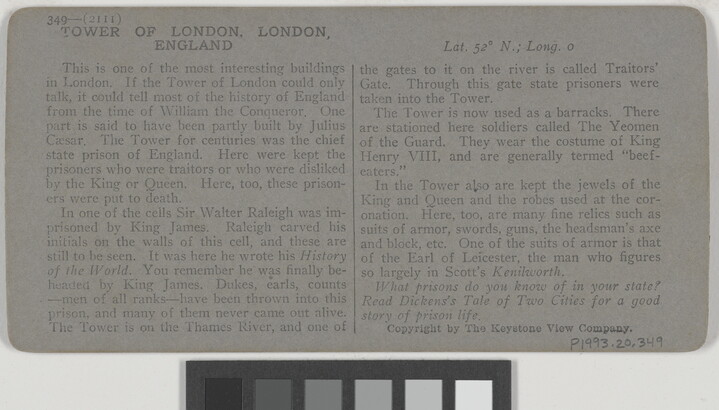 349—(2111)
TOWER OF LONDON, LONDON,
ENGLAND
This is one of the most interesting buildings
in London. If the Tower of London could only
talk, it could tell most of the history of England
from the time of William the Conqueror. One
part is said to have been partly built by Julius
Cæsar. The Tower for centuries was the chief
state prison of England. Here were kept the
prisoners who were traitors or who were disliked
by the King or Queen. Here, too, these prison-
ers were put to death.
In one of the cells Sir Walter Raleigh was im-
prisoned by King James. Raleigh carved his
initials on the walls of this cell, and these are
still to be seen. It was here he wrote his History
of the World. You remember he was finally be-
headed by King James. Dukes, earls, counts
—men of all ranks—have been thrown into this
prison, and many of them never came out alive.
The Tower is on the Thames River, and one of
Lat. 52° N.; Long. 0
the gates to it on the river is called Traitors'
Gate. Through this gate state prisoners were
taken into the Tower.
The Tower is now used as a barracks. There
are stationed here soldiers called The Yeomen
of the Guard. They wear the costume of King
Henry VIII, and are generally termed "beef-
eaters."
In the Tower also are kept the jewels of the
King and Queen and the robes used at the cor-
onation. Here, too, are many fine relics such as
suits of armor, swords, guns, the headsman's axe
and block, etc. One of the suits of armor is that
of the Earl of Leicester, the man who figures
so largely in Scott's Kenilworth.
What prisons do you know of in your state?
Read Dickens's Tale of Two Cities for a good
story of prison life.
Copyright by The Keystone View Company.
P1993.20.349